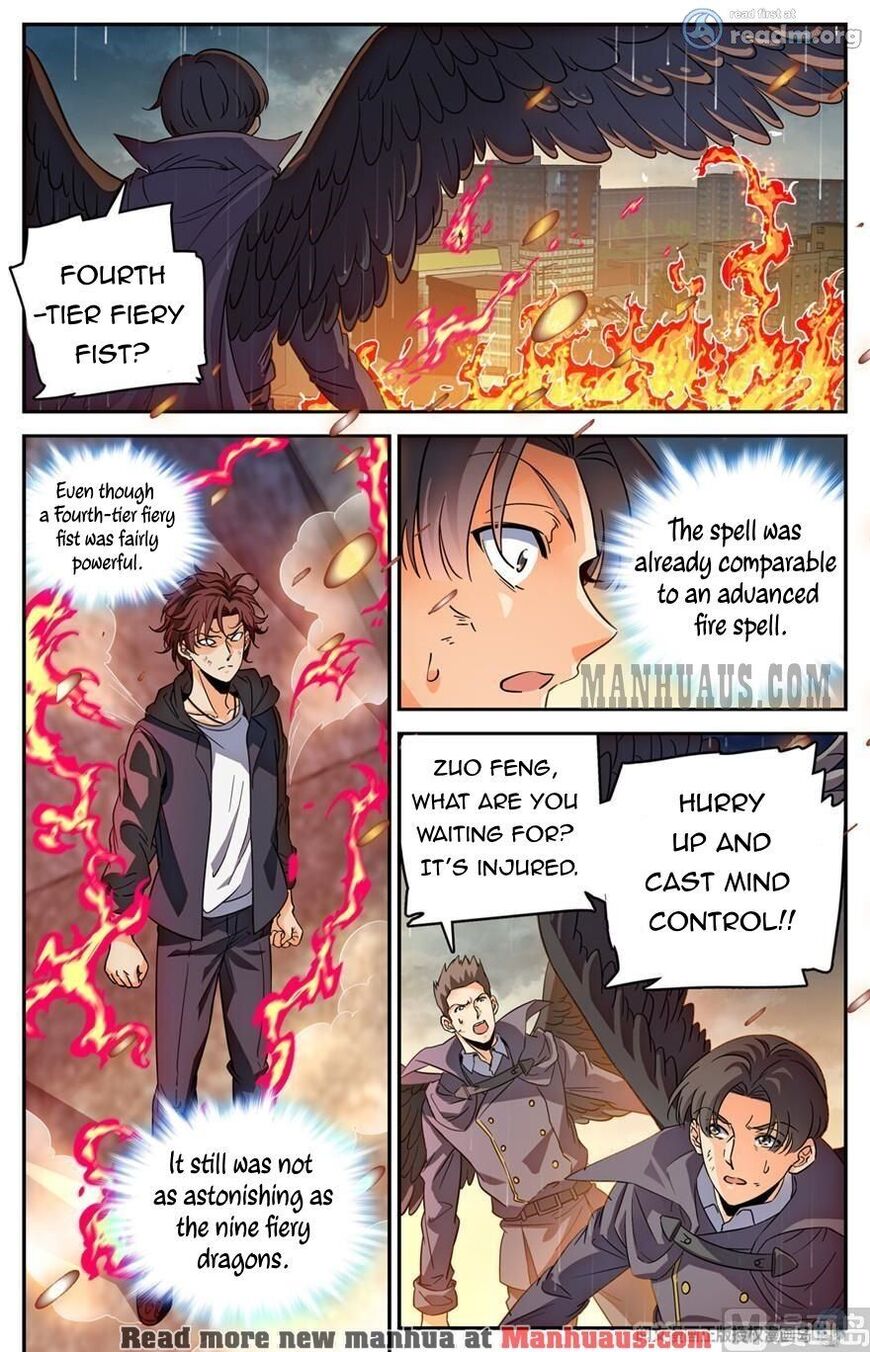 read first at
readm.org
FOURTH
-TIER FIERY
FIST?
Even though
a Fourth-tier fiery
fist was fairly
powerful.
The spell was
already comparable
to an advanced
fire spell.
MANHUAUS.COM
ZUO FENG,
WHAT ARE YOU
WAITING FOR?
IT'S INJURED.
HURRY
UP AND
CAST MIND
CONTROL!!
It still was not
as astonishing as
the nine fiery
dragons.
Read more new manhua at Manhuaus.com